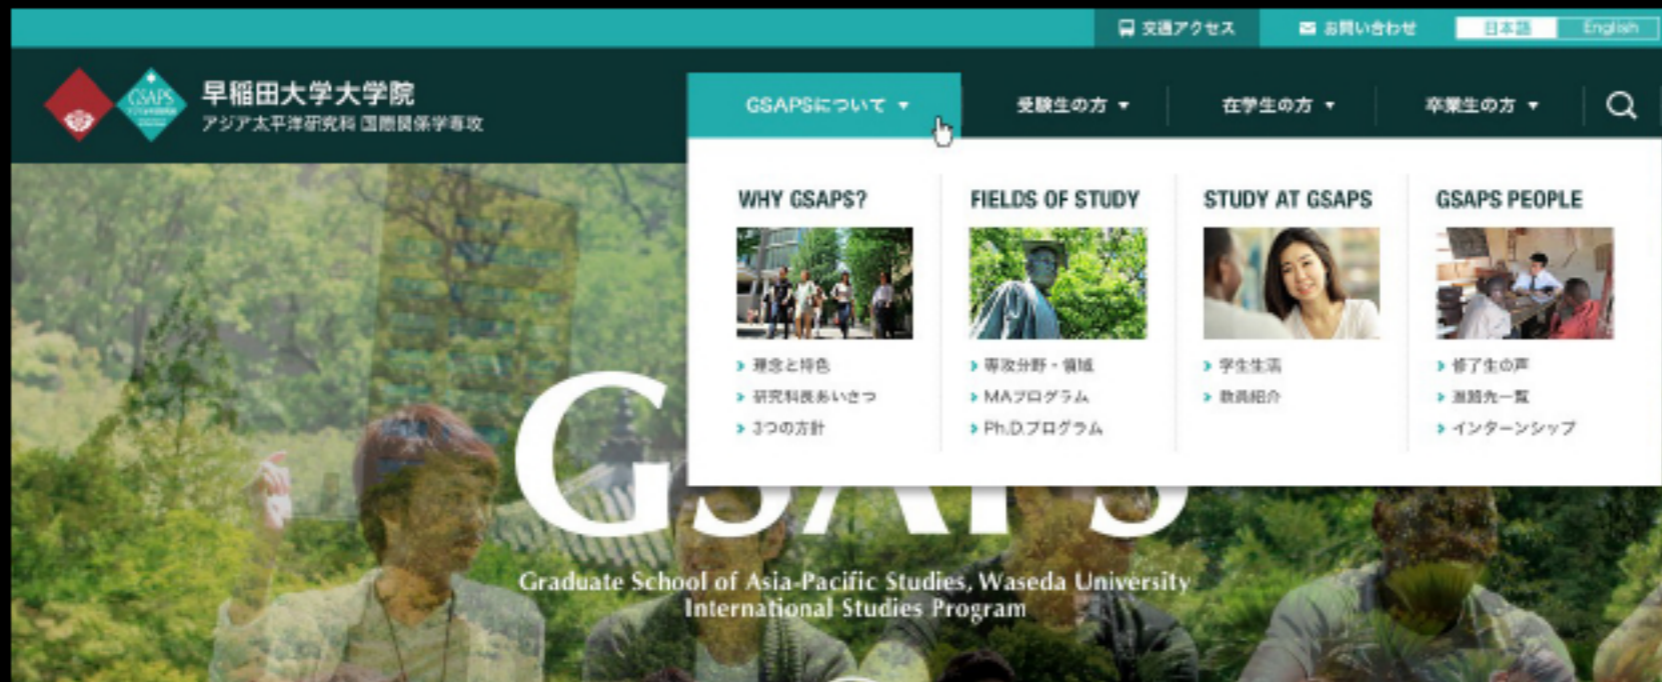 交通アクセス
お問い合わせ
日本語
English
GSAPS
早稲田大学大学院
アジア太平洋研究科 国際関係学専攻
GSAPSについて
受験生の方
在学生の方
卒業生の方
WHY GSAPS?
理念と特色
研究科長あいさつ
3つの方針
FIELDS OF STUDY
専攻分野・領域
MAプログラム
Ph.D.プログラム
STUDY AT GSAPS
学生生活
教員紹介
GSAPS PEOPLE
修了生の声
進路先一覧
インターンシップ
GSAPS
Graduate School of Asia-Pacific Studies, Waseda University
International Studies Program